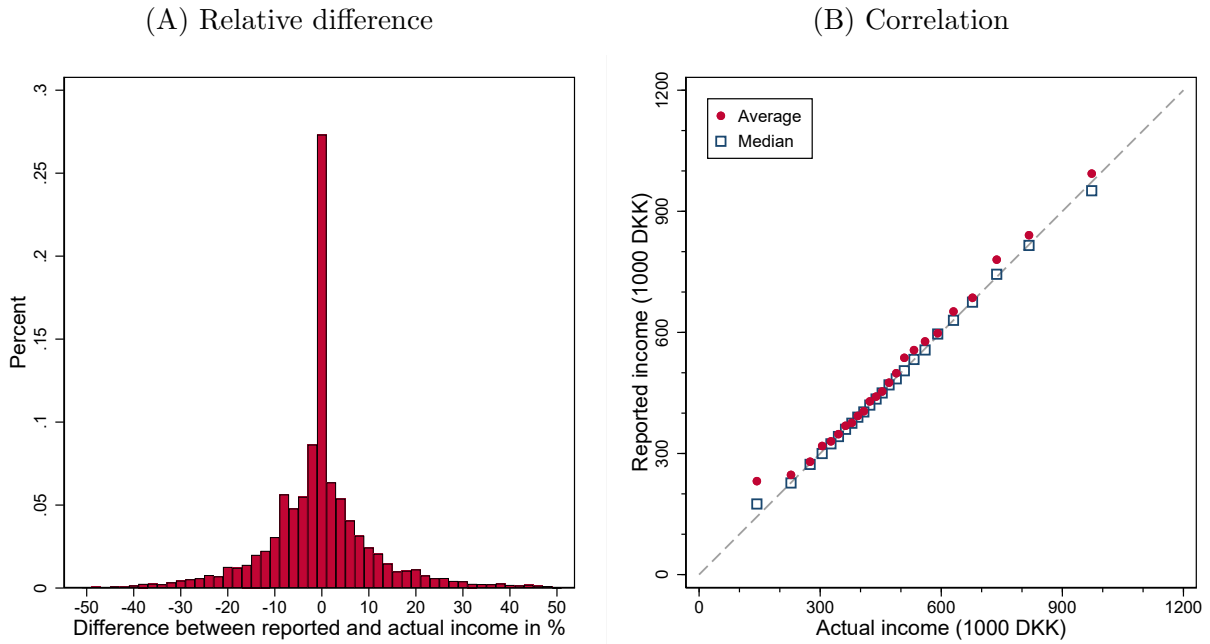 (A) Relative difference
.3
.25
.2
.15
.1
.05
0
Percent
-50 -40 -30 -20 -10 0 10 20 30 40 50
Difference between reported and actual income in %
(B) Correlation
1200
900
600
300
0
Reported income (1000 DKK)
Average
Median
0 300 600 900 1200
Actual income (1000 DKK)